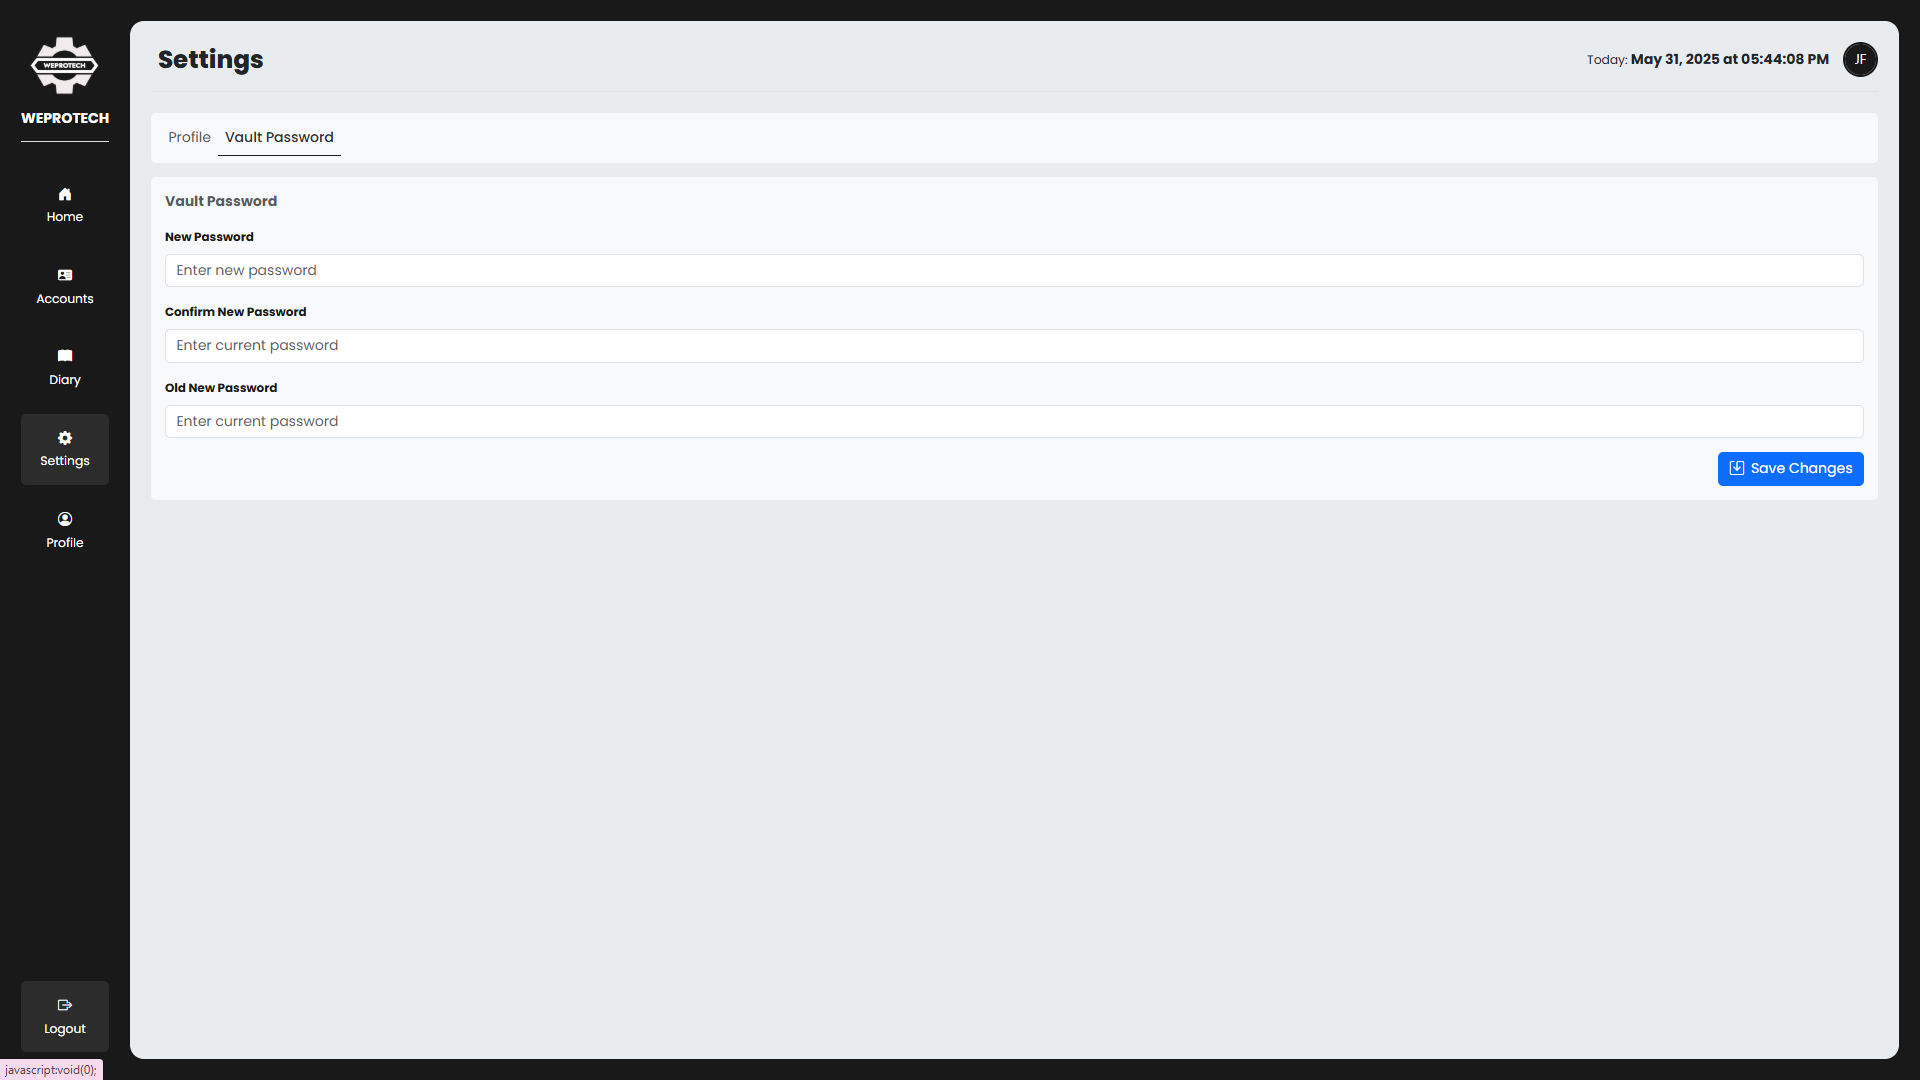 WEPROTECH
WEPROTECH
Home
Accounts
Diary
Settings
Profile
Logout
Settings
Today: May 31, 2025 at 05:44:08 PM
JF
Profile
Vault Password
Vault Password
New Password
Enter new password
Confirm New Password
Enter current password
Old New Password
Enter current password
Save Changes
javascript:void(0);